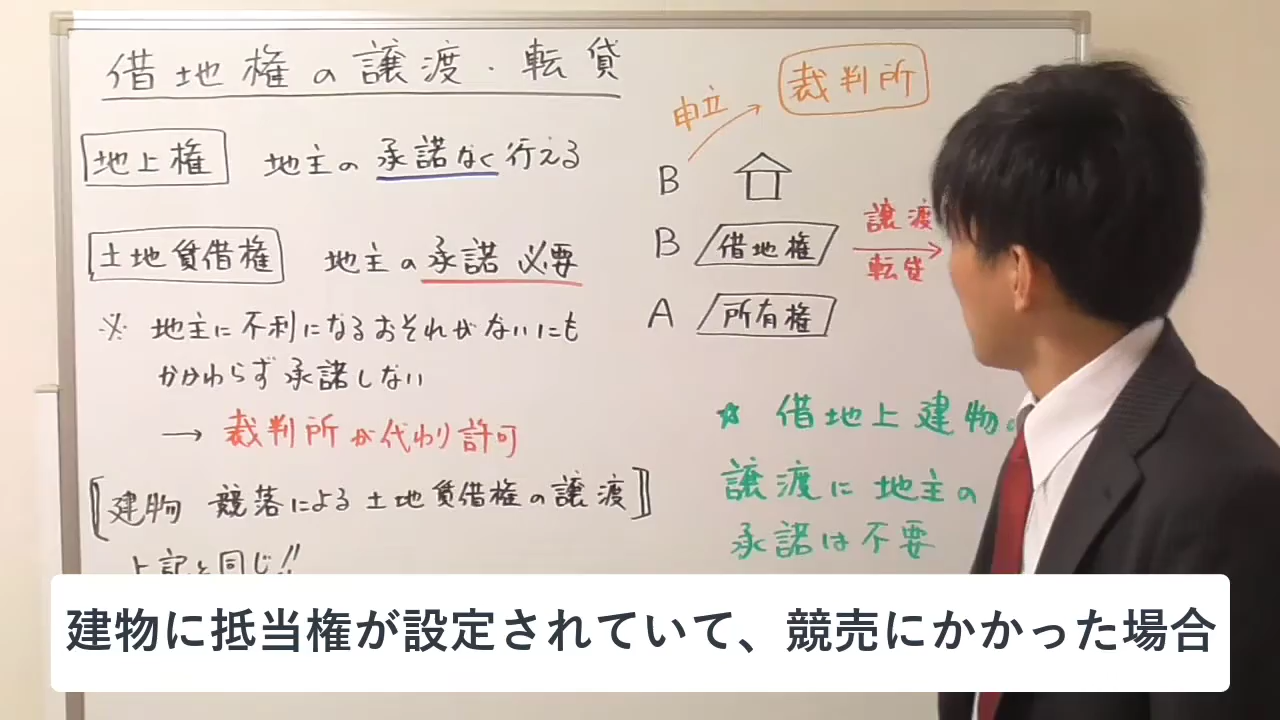 借地権の譲渡・転貸
地上権 地主の承諾なく行える
土地賃借権 地主の承諾必要
※ 地主に不利になるおそれがないにも
かかわらず承諾しない
→ 裁判所が代わり許可
〔建物 競落による土地賃借権の譲渡〕
上記と同じ!!
申立
裁判所
B
B 借地権
譲渡
転貸
A 所有権
☆ 借地上建物の
譲渡に地主の
承諾は不要
建物に抵当権が設定されていて、競売にかかった場合